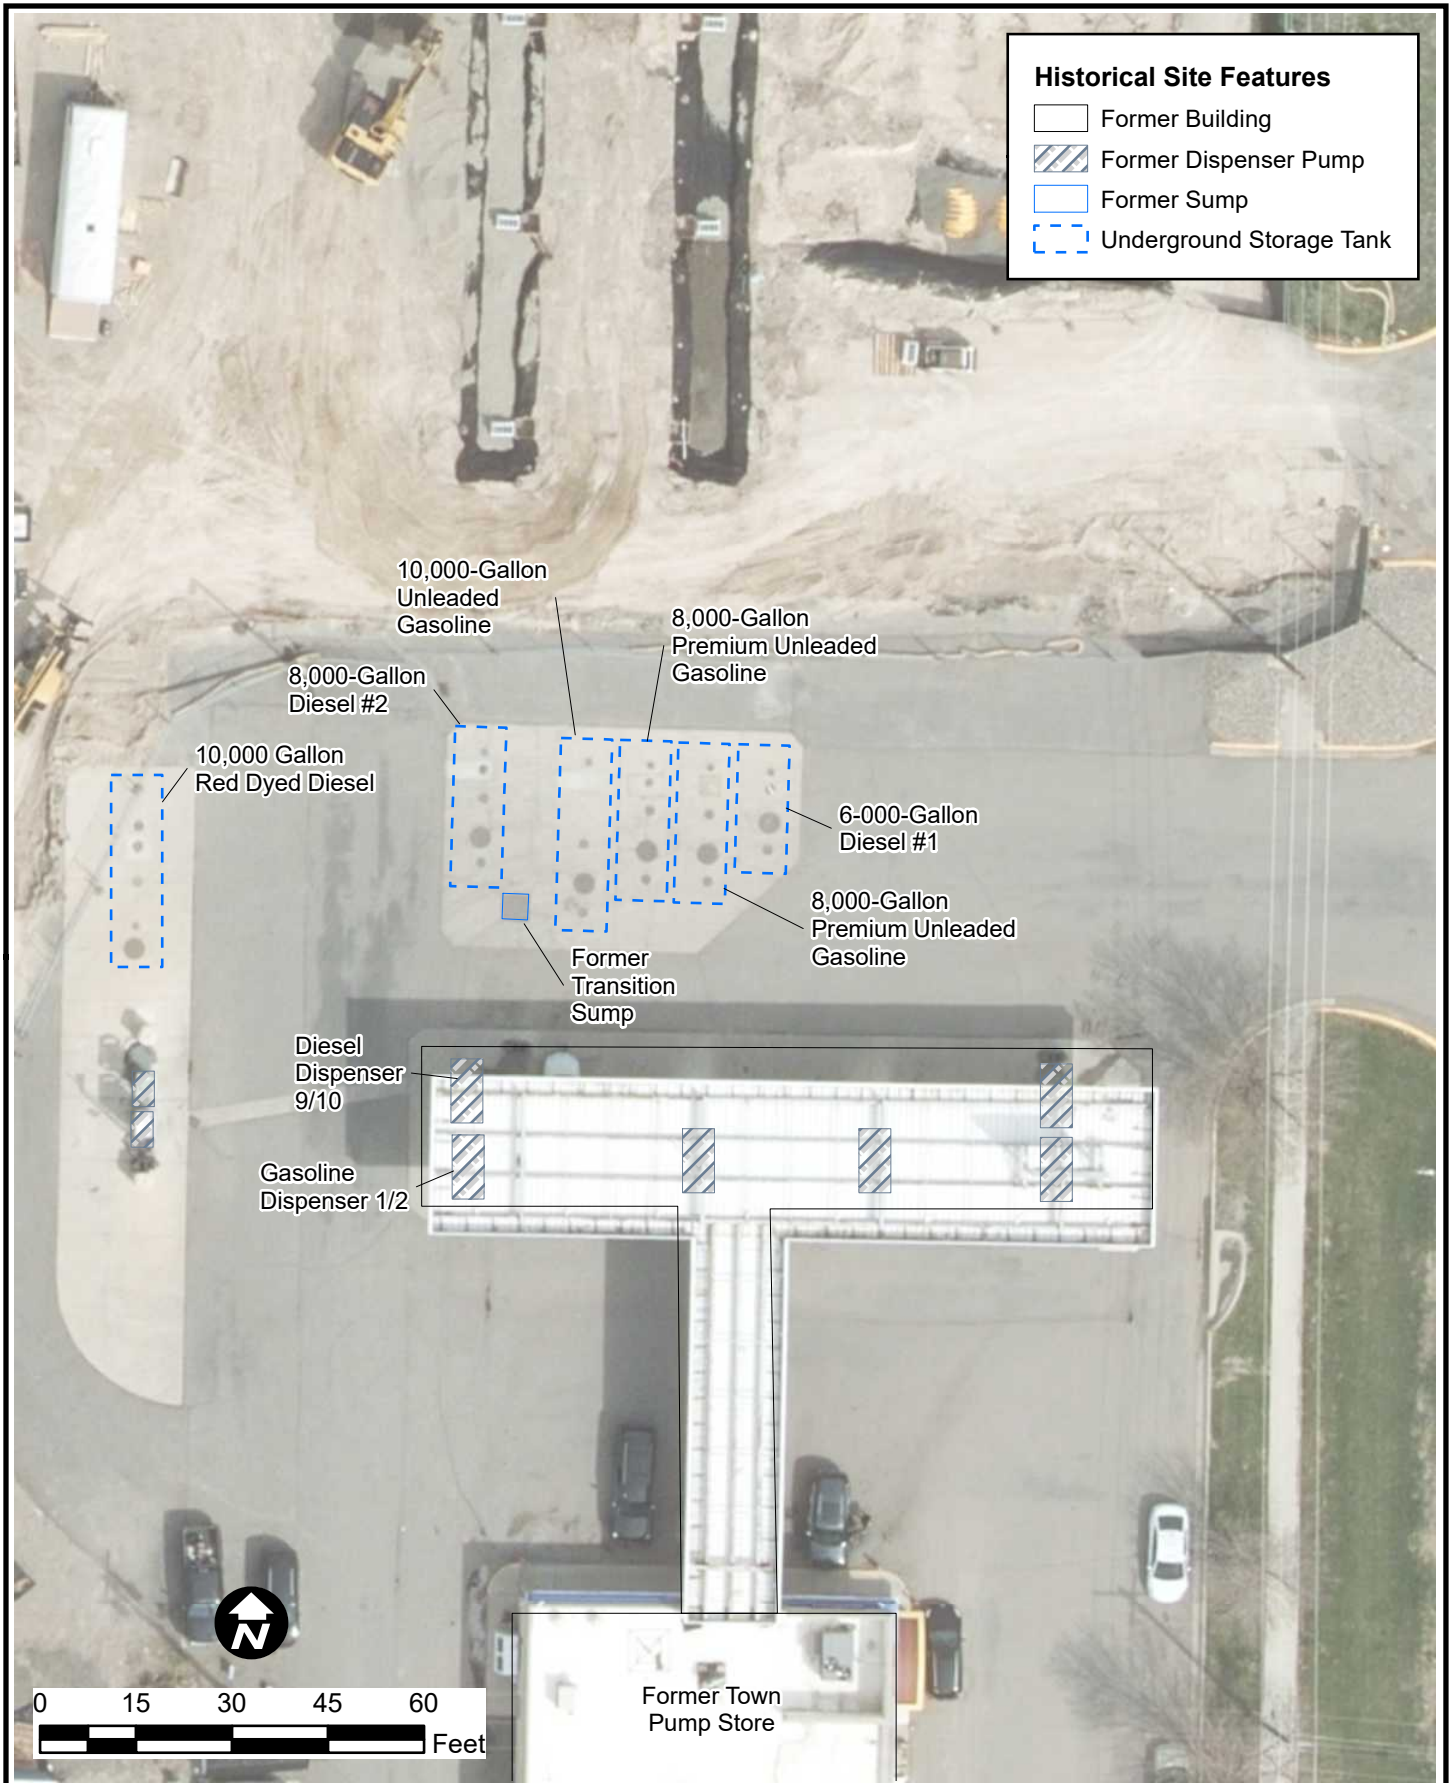 Historical Site Features
Former Building
Former Dispenser Pump
Former Sump
Underground Storage Tank
10,000-Gallon
Unleaded
Gasoline
8,000-Gallon
Premium Unleaded
Gasoline
8,000-Gallon
Diesel #2
10,000 Gallon
Red Dyed Diesel
6-000-Gallon
Diesel #1
8,000-Gallon
Premium Unleaded
Gasoline
Former
Transition
Sump
Diesel
Dispenser
9/10
Gasoline
Dispenser 1/2
N
0 15 30 45 60
Feet
Former Town
Pump Store